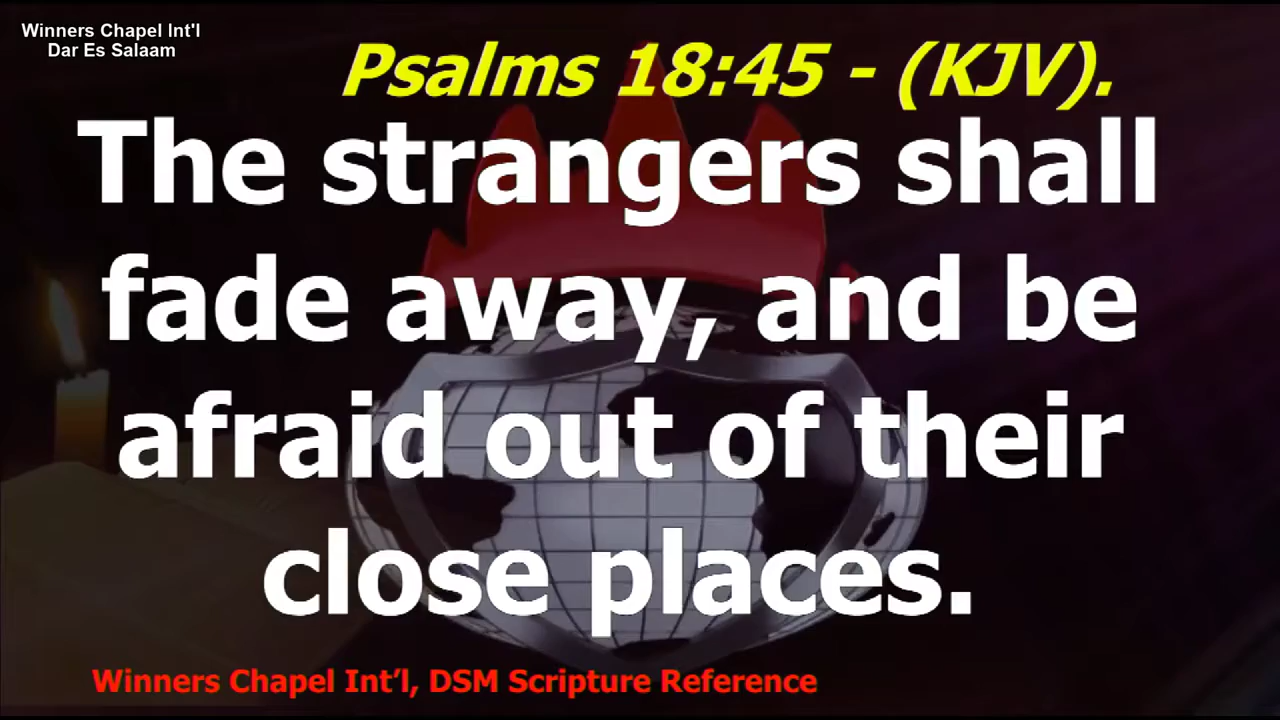 Winners Chapel Int'l
Dar Es Salaam
Psalms 18:45 - (KJV).
The strangers shall
fade away, and be
afraid out of their
close places.
Winners Chapel Int’l, DSM Scripture Reference